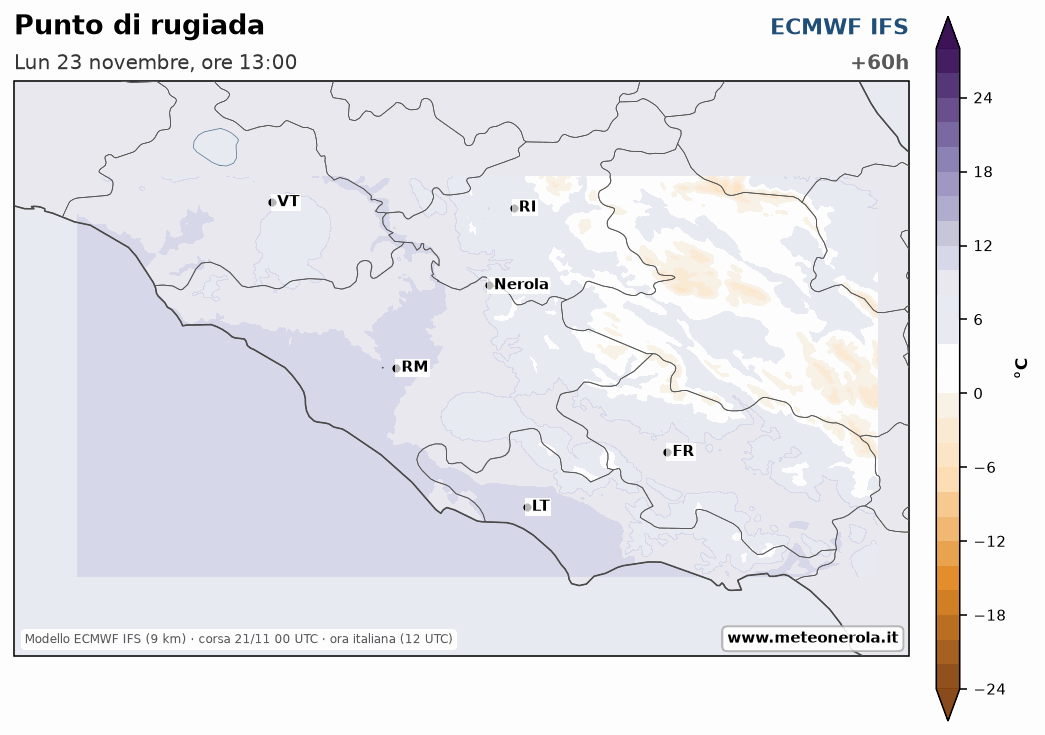 Punto di rugiada
ECMWF IFS
Lun 23 novembre, ore 13:00
+60h
24
18
12
6
0
−6
−12
−18
−24
°C
VT
RI
Nerola
RM
FR
LT
Modello ECMWF IFS (9 km) · corsa 21/11 00 UTC · ora italiana (12 UTC)
www.meteonerola.it